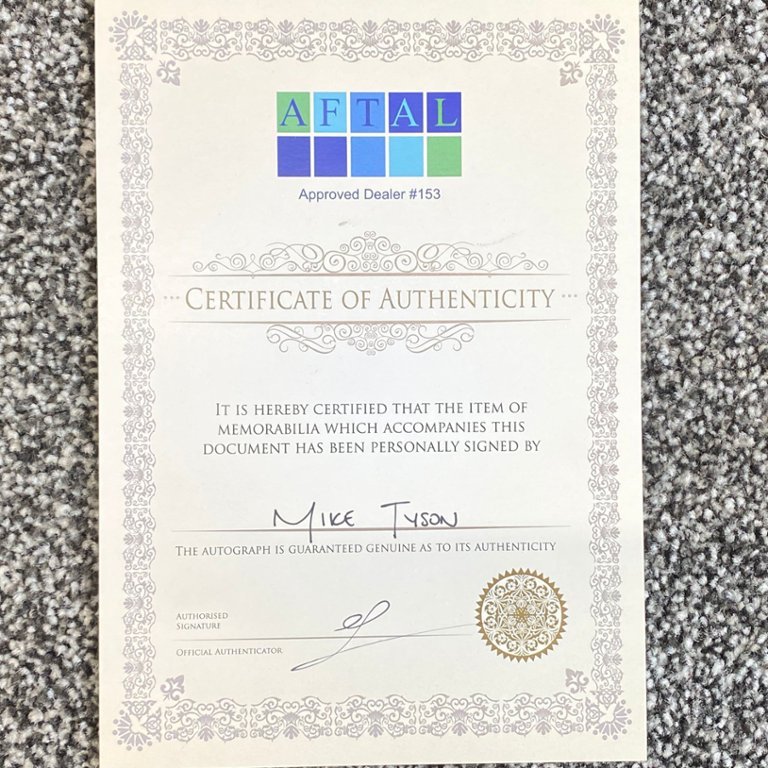 AFTAL
Approved Dealer #153
CERTIFICATE OF AUTHENTICITY
IT IS HEREBY CERTIFIED THAT THE ITEM OF
MEMORABILIA WHICH ACCOMPANIES THIS
DOCUMENT HAS BEEN PERSONALLY SIGNED BY
MIKE TYSON
THE AUTOGRAPH IS GUARANTEED GENUINE AS TO ITS AUTHENTICITY
AUTHORISED
SIGNATURE
OFFICIAL AUTHENTICATOR